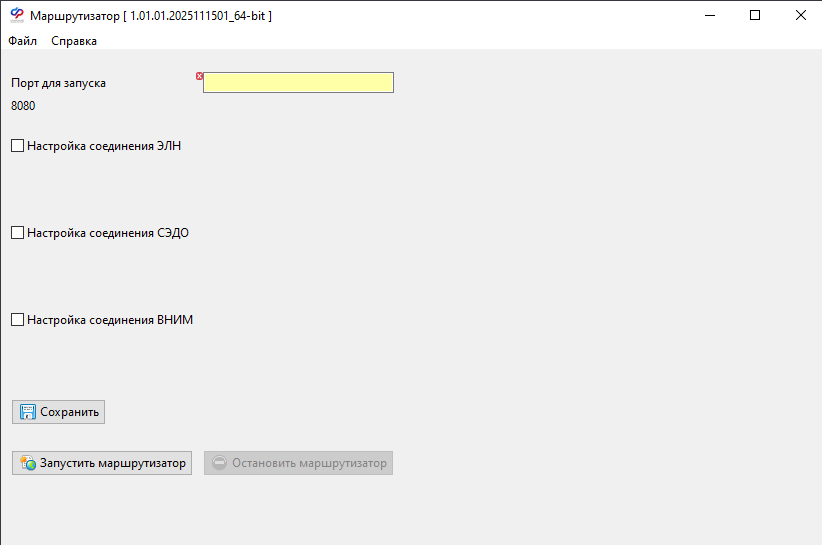 Маршрутизатор [ 1.01.01.2025111501_64-bit ]
Файл Справка
Порт для запуска
8080
Настройка соединения ЭЛН
Настройка соединения СЭДО
Настройка соединения ВНИМ
Сохранить
Запустить маршрутизатор Остановить маршрутизатор